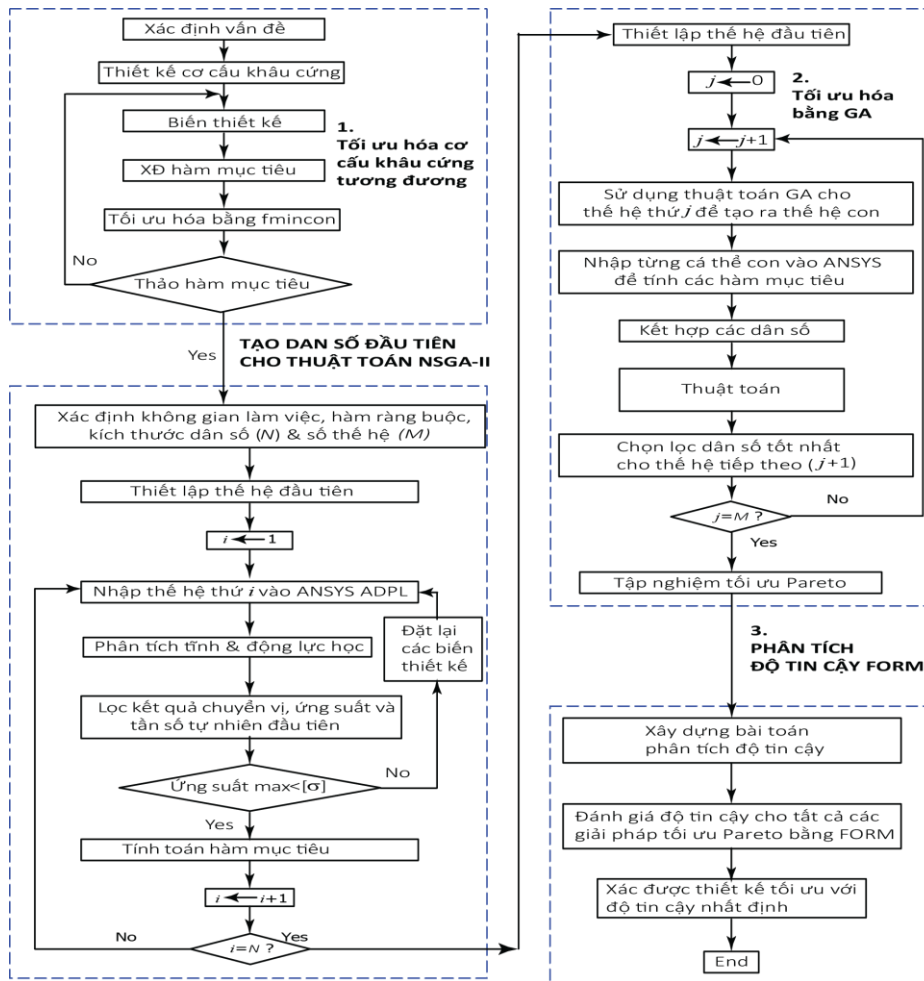 Xác định vấn đề
Thiết kế cơ cấu khâu cứng
Biến thiết kế
XĐ hàm mục tiêu
Tối ưu hóa bằng fmincon
No
Thảo hàm mục tiêu
1.
Tối ưu hóa cơ
cấu khâu cứng
tương đương
Yes
TẠO DAN SỐ ĐẦU TIÊN
CHO THUẬT TOÁN NSGA-II
Xác định không gian làm việc, hàm ràng buộc,
kích thước dân số (N) & số thế hệ (M)
Thiết lập thế hệ đầu tiên
i ← 1
Nhập thế hệ thứ i vào ANSYS ADPL
Phân tích tĩnh & động lực học
Đặt lại
các biến
thiết kế
Lọc kết quả chuyển vị, ứng suất và
tần số tự nhiên đầu tiên
Ứng suất max<[σ]
No
Yes
Tính toán hàm mục tiêu
i ← i+1
No
i=N ?
Yes
Thiết lập thế hệ đầu tiên
j ← 0
2.
Tối ưu hóa
bằng GA
j ← j+1
Sử dụng thuật toán GA cho
thế hệ thứ j để tạo ra thế hệ con
Nhập từng cá thể con vào ANSYS
để tính các hàm mục tiêu
Kết hợp các dân số
Thuật toán
Chọn lọc dân số tốt nhất
cho thế hệ tiếp theo (j+1)
No
j=M ?
Yes
Tập nghiệm tối ưu Pareto
3.
PHÂN TÍCH
ĐỘ TIN CẬY FORM
Xây dựng bài toán
phân tích độ tin cậy
Đánh giá độ tin cậy cho tất cả các
giải pháp tối ưu Pareto bằng FORM
Xác được thiết kế tối ưu với
độ tin cậy nhất định
End